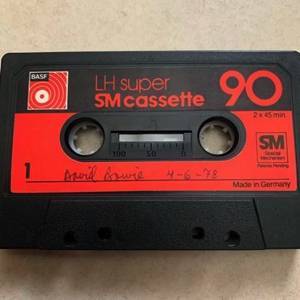 BASF
LH super
SM cassette
90
2 x 45 min
SM
Special
Mechanism
Patents Pending
1
David Bowie 4-6-78
100 50 0
Made in Germany